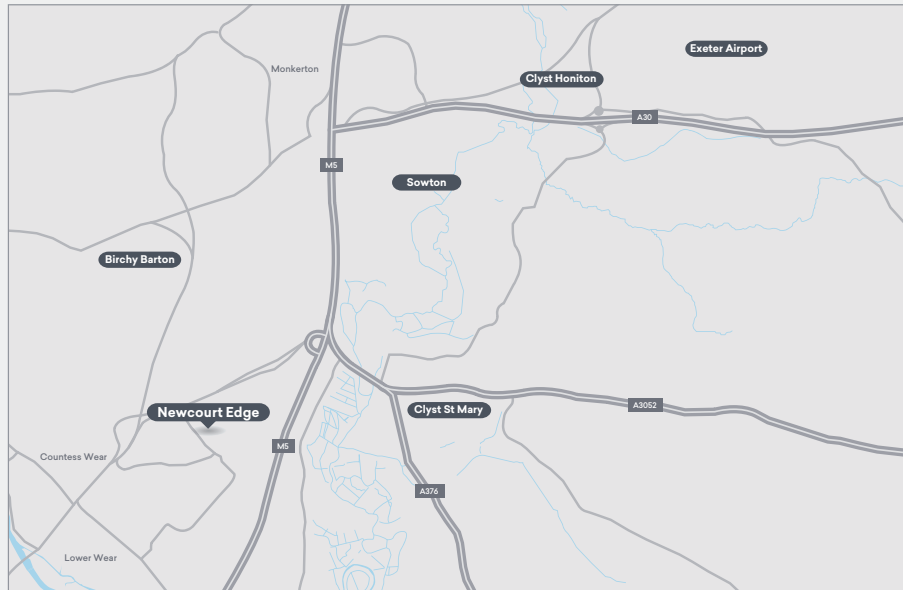 Exeter Airport
Monkerton
Clyst Honiton
A30
M5
Sowton
Birchy Barton
A3052
Newcourt Edge
Clyst St Mary
M5
Countess Wear
A376
Lower Wear